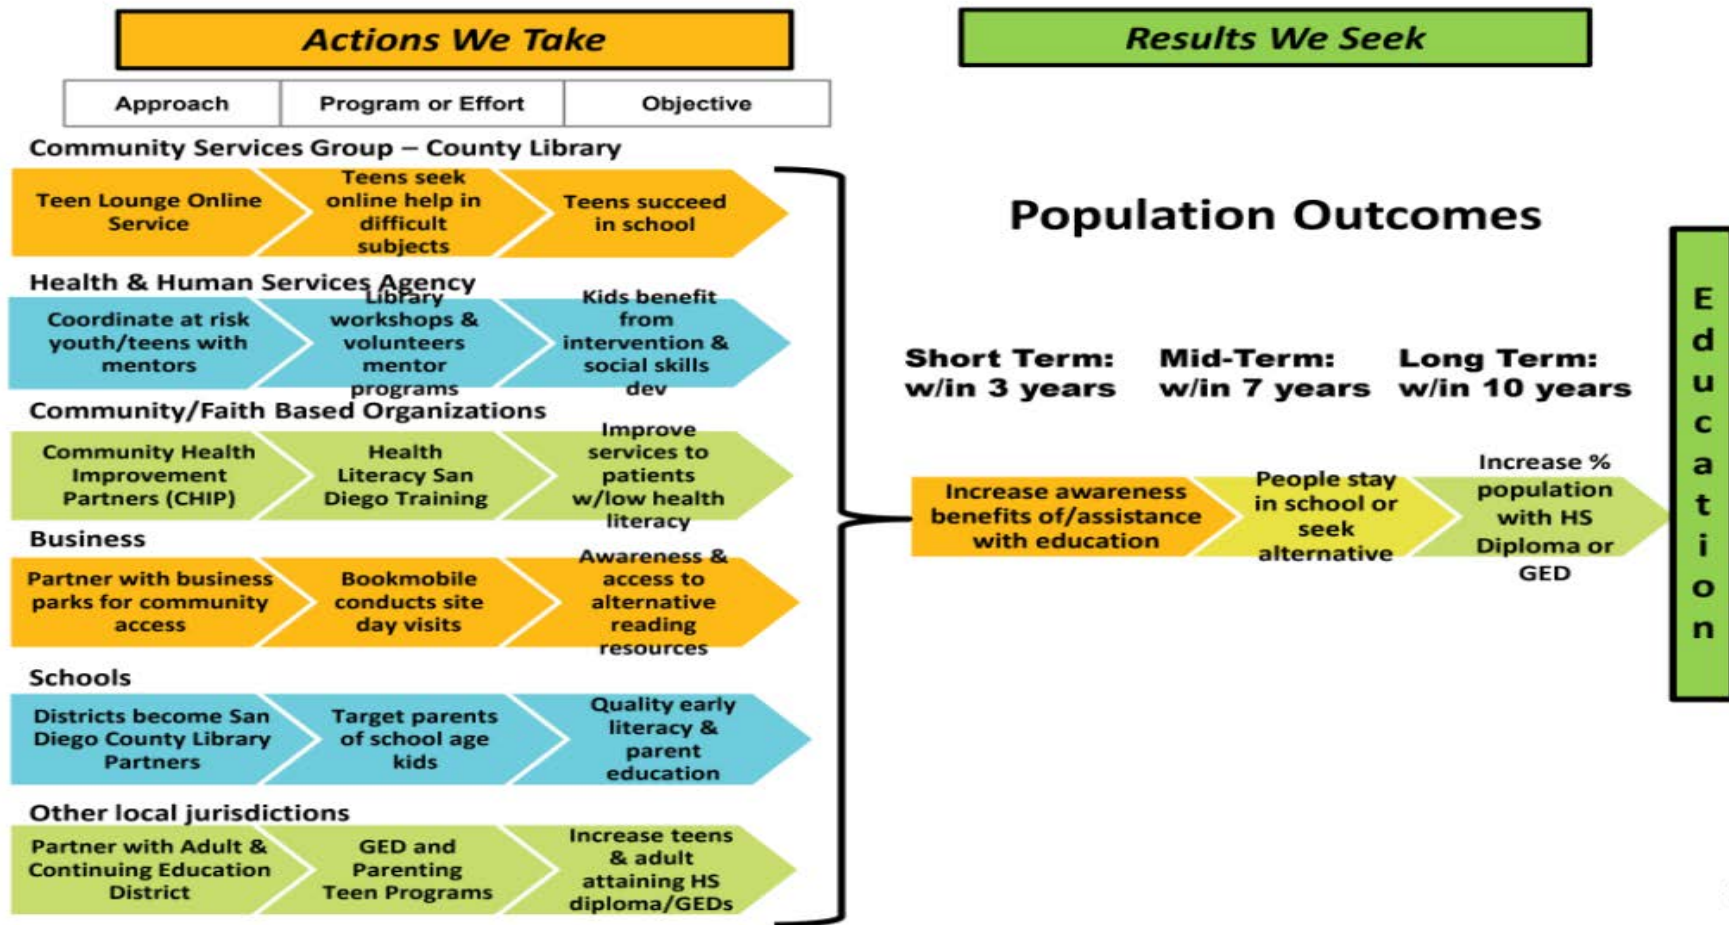 Actions We Take
Results We Seek
Approach
Program or Effort
Objective
Community Services Group – County Library
Teen Lounge Online
Service
Teens seek
online help in
difficult
subjects
Teens succeed
in school
Health & Human Services Agency
Coordinate at risk
youth/teens with
mentors
Library
workshops &
volunteers
mentor
programs
Kids benefit
from
intervention &
social skills
dev
Community/Faith Based Organizations
Community Health
Improvement
Partners (CHIP)
Health
Literacy San
Diego Training
Improve
services to
patients
w/low health
literacy
Business
Partner with business
parks for community
access
Bookmobile
conducts site
day visits
Awareness &
access to
alternative
reading
resources
Schools
Districts become San
Diego County Library
Partners
Target parents
of school age
kids
Quality early
literacy &
parent
education
Other local jurisdictions
Partner with Adult &
Continuing Education
District
GED and
Parenting
Teen Programs
Increase teens
& adult
attaining HS
diploma/GEDs
Population Outcomes
Short Term:
w/in 3 years
Mid-Term:
w/in 7 years
Long Term:
w/in 10 years
Increase awareness
benefits of/assistance
with education
People stay
in school or
seek
alternative
Increase %
population
with HS
Diploma or
GED
Education